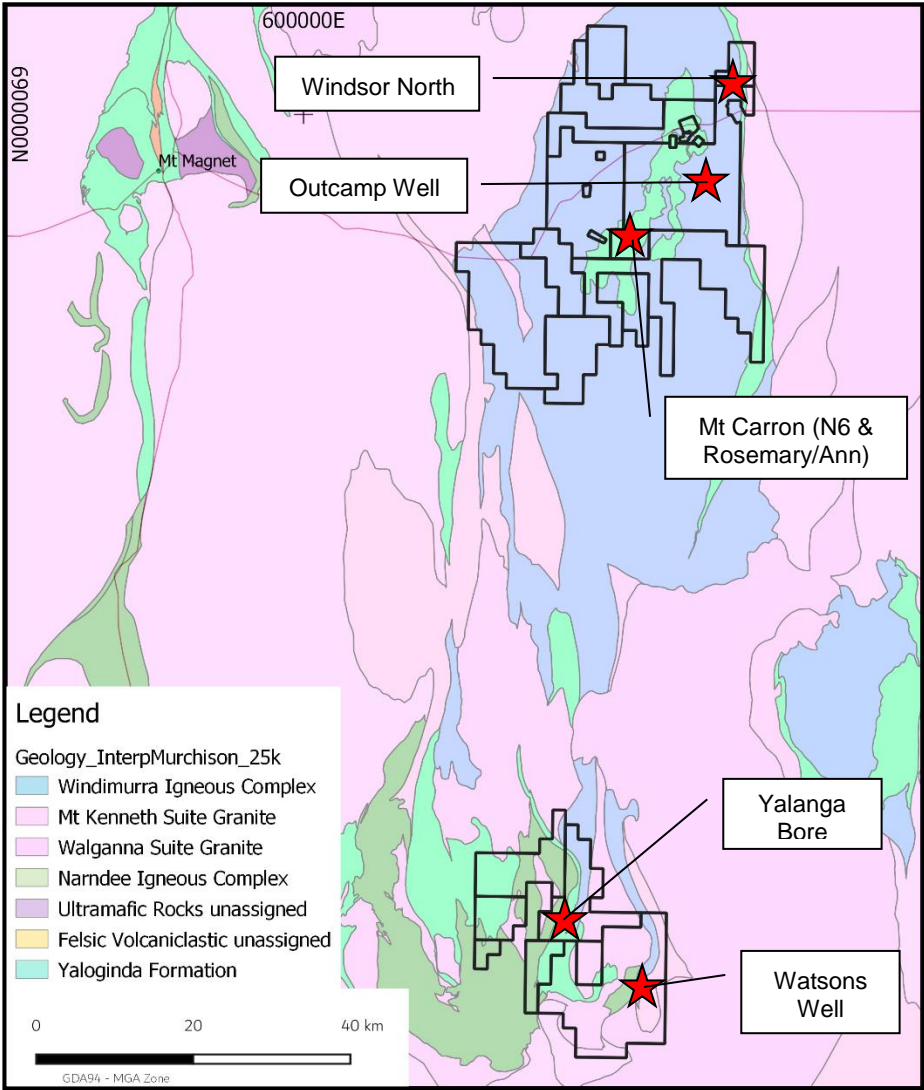 600000E
N0000069
Windsor North
Mt Magnet
Outcamp Well
Mt Carron (N6 &
Rosemary/Ann)
Legend
Geology_InterpMurchison_25k
Windimurra Igneous Complex
Mt Kenneth Suite Granite
Walganna Suite Granite
Narndee Igneous Complex
Ultramafic Rocks unassigned
Felsic Volcaniclastic unassigned
Yaloginda Formation
0 20 40 km
GDA94 - MGA Zone
Yalanga
Bore
Watsons
Well